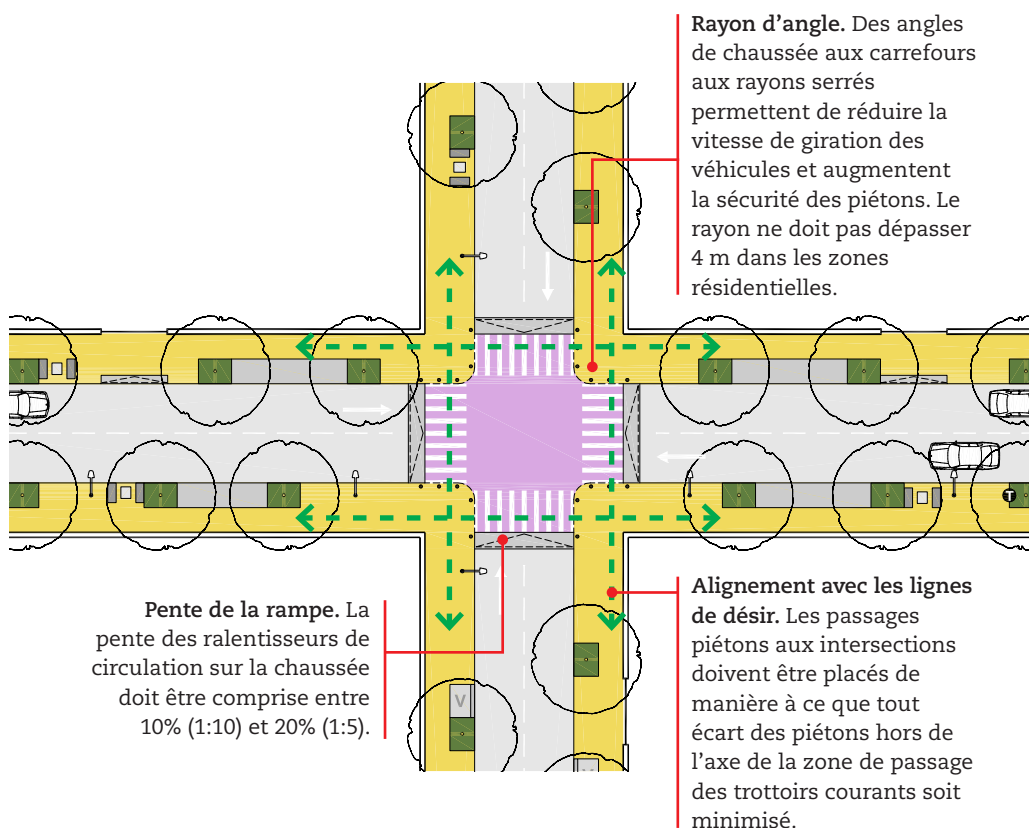 Rayon d’angle. Des angles
de chaussée aux carrefours
aux rayons serrés
permettent de réduire la
vitesse de giration des
véhicules et augmentent
la sécurité des piétons. Le
rayon ne doit pas dépasser
4 m dans les zones
résidentielles.
T
Pente de la rampe. La
pente des ralentisseurs de
circulation sur la chaussée
doit être comprise entre
10% (1:10) et 20% (1:5).
V
Alignement avec les lignes
de désir. Les passages
piétons aux intersections
doivent être placés de
manière à ce que tout
écart des piétons hors de
l’axe de la zone de passage
des trottoirs courants soit
minimisé.